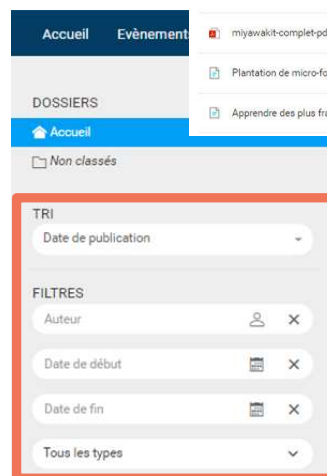 Accueil
miyawakit-complet-pd
Plantation de micro-fo
Apprendre des plus fra
DOSSIERS
Accueil
Non classés
TRI
Date de publication
FILTRES
Auteur
Date de début
Date de fin
Tous les types